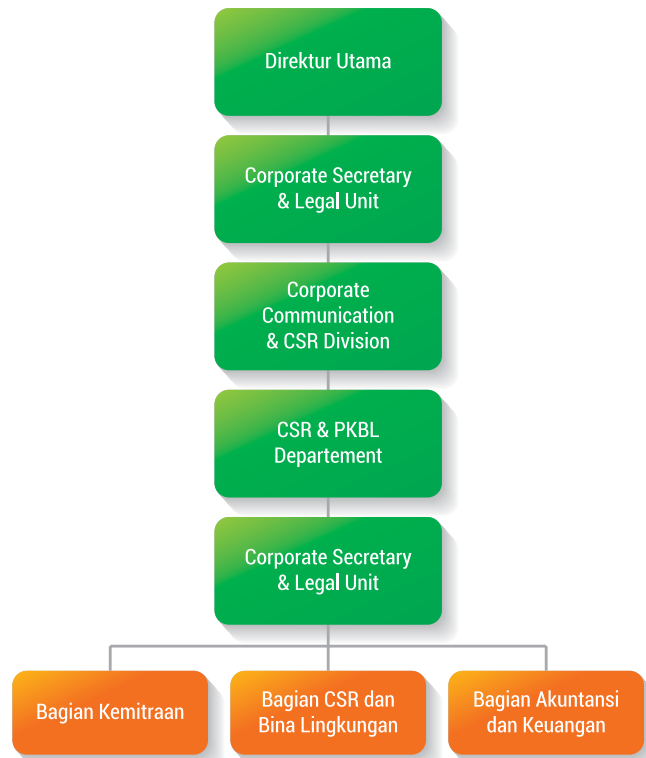 Direktur Utama
Corporate Secretary
& Legal Unit
Corporate
Communication
& CSR Division
CSR & PKBL
Departement
Corporate Secretary
& Legal Unit
Bagian Kemitraan
Bagian CSR dan
Bina Lingkungan
Bagian Akuntansi
dan Keuangan